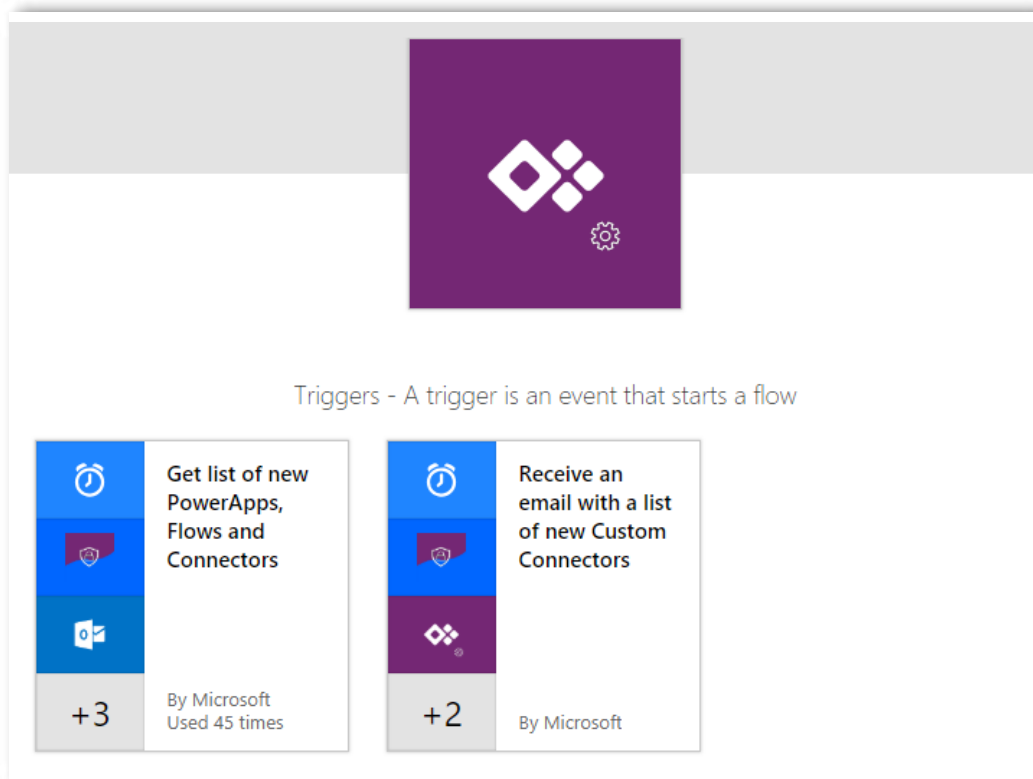 Triggers - A trigger is an event that starts a flow
Get list of new
PowerApps,
Flows and
Connectors
+3
By Microsoft
Used 45 times
Receive an
email with a list
of new Custom
Connectors
+2
By Microsoft